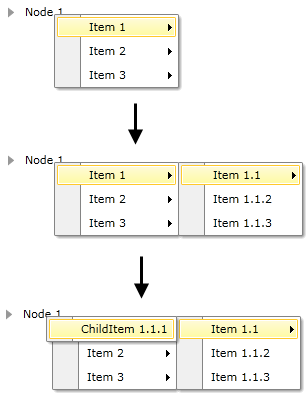 Node 1
Item 1
Item 2
Item 3
Node 1
Item 1 Item 1.1
Item 2 Item 1.1.2
Item 3 Item 1.1.3
Node 1
ChildItem 1.1.1 Item 1.1
Item 2 Item 1.1.2
Item 3 Item 1.1.3